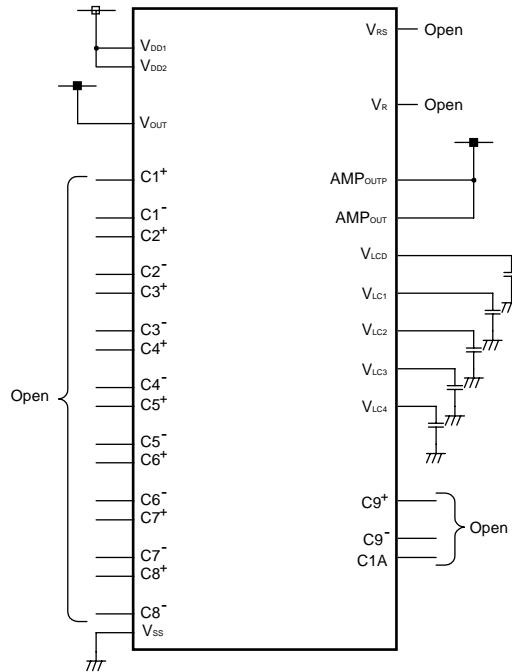 VDD1
VDD2
VOUT
C1+
C1-
C2+
C2-
C3+
C3-
C4+
C4-
C5+
C5-
C6+
C6-
C7+
C7-
C8+
C8-
VSS
Open
VRS
Open
VR
Open
AMPOUTP
AMPOUT
VLCD
VLC1
VLC2
VLC3
VLC4
C9+
C9-
C1A
Open